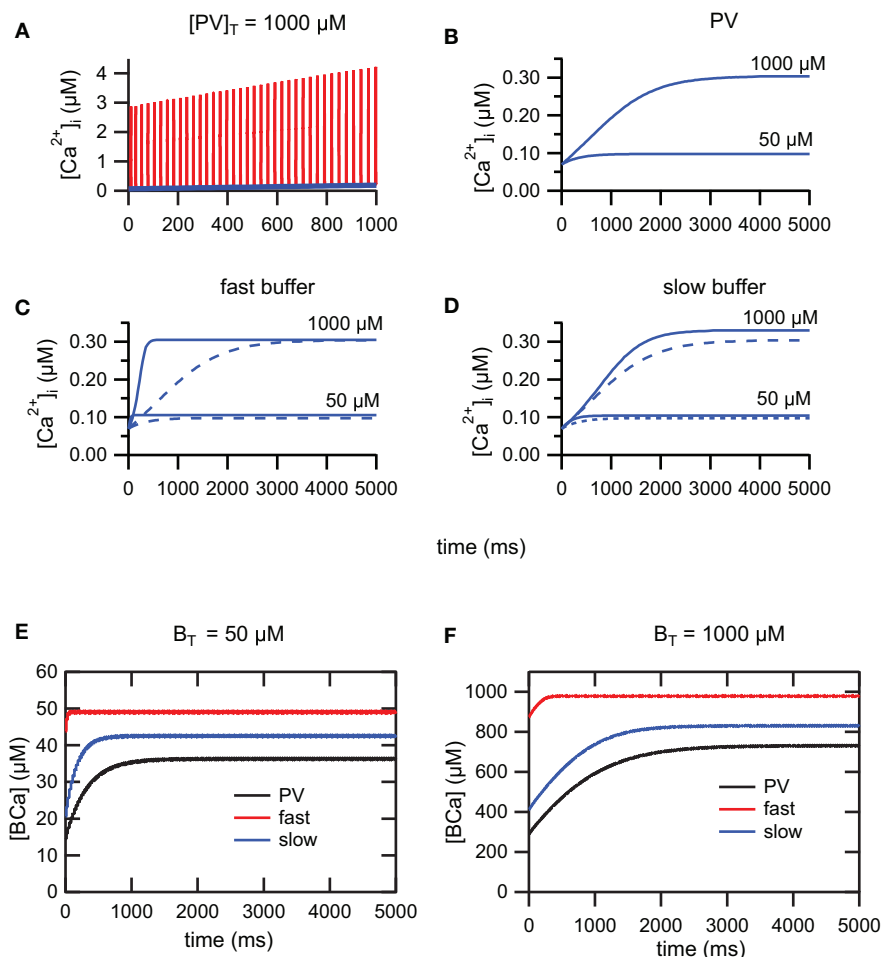 A
[PV]T = 1000 µM
[Ca2+]i (µM)
4
3
2
1
0
0 200 400 600 800 1000
B
PV
[Ca2+]i (µM)
0.30
0.20
0.10
0.00
1000 µM
50 µM
0 1000 2000 3000 4000 5000
C
fast buffer
[Ca2+]i (µM)
0.30
0.20
0.10
0.00
1000 µM
50 µM
0 1000 2000 3000 4000 5000
D
slow buffer
[Ca2+]i (µM)
0.30
0.20
0.10
0.00
1000 µM
50 µM
0 1000 2000 3000 4000 5000
time (ms)
E
BT = 50 µM
[BCa] (µM)
60
50
40
30
20
10
0
PV
fast
slow
0 1000 2000 3000 4000 5000
time (ms)
F
BT = 1000 µM
[BCa] (µM)
1000
800
600
400
200
0
PV
fast
slow
0 1000 2000 3000 4000 5000
time (ms)